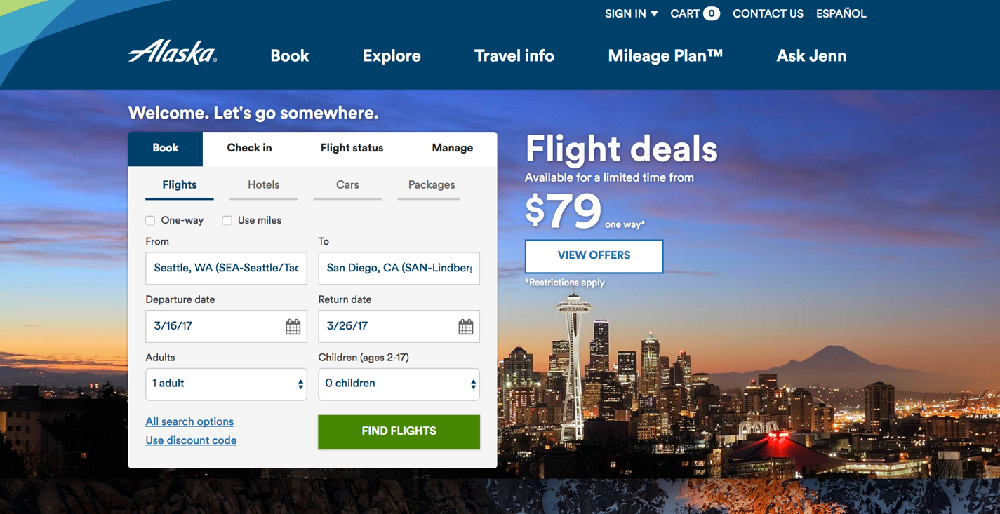 SIGN IN ▼ CART 0 CONTACT US ESPAÑOL
Alaska® Book Explore Travel info Mileage Plan™ Ask Jenn
Welcome. Let's go somewhere.
Book Check in Flight status Manage
Flights Hotels Cars Packages
One-way Use miles
From To
Seattle, WA (SEA-Seattle/Tac San Diego, CA (SAN-Lindber
Departure date Return date
3/16/17 3/26/17
Adults Children (ages 2-17)
1 adult 0 children
All search options
Use discount code
FIND FLIGHTS
Flight deals
Available for a limited time from
$79 one way*
VIEW OFFERS
*Restrictions apply